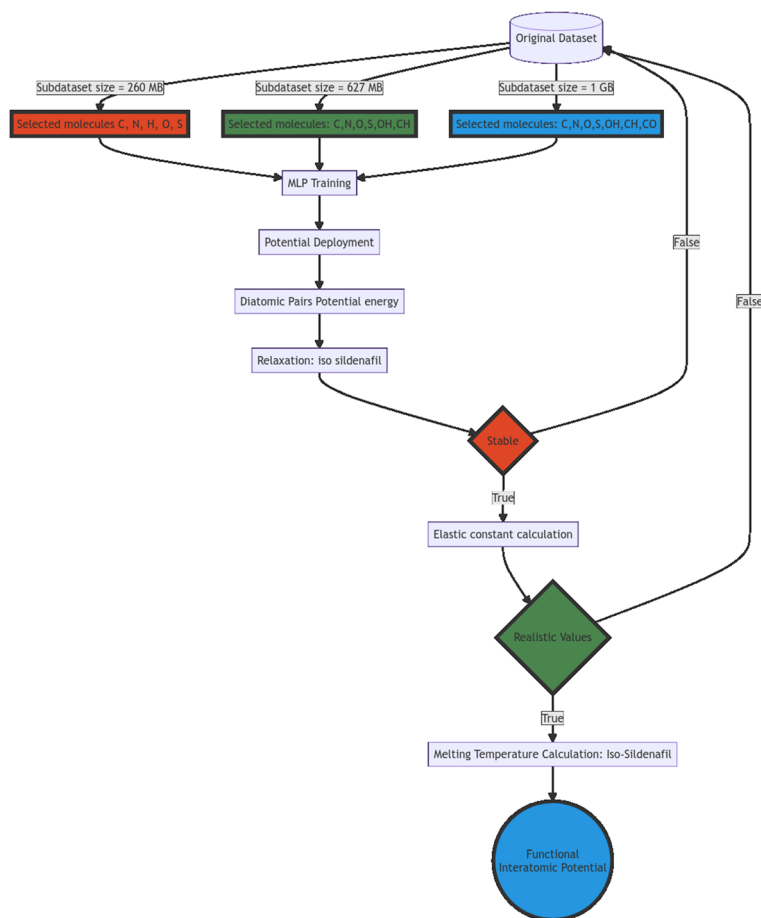 Original Dataset
Subdataset size = 260 MB
Subdataset size = 627 MB
Subdataset size = 1 GB
Selected molecules C, N, H, O, S
Selected molecules: C,N,O,S,OH,CH
Selected molecules: C,N,O,S,OH,CH,CO
MLP Training
Potential Deployment
False
Diatomic Pairs Potential energy
False
Relaxation: iso sildenafil
Stable
True
Elastic constant calculation
Realistic Values
True
Melting Temperature Calculation: Iso-Sildenafil
Functional
Interatomic Potential